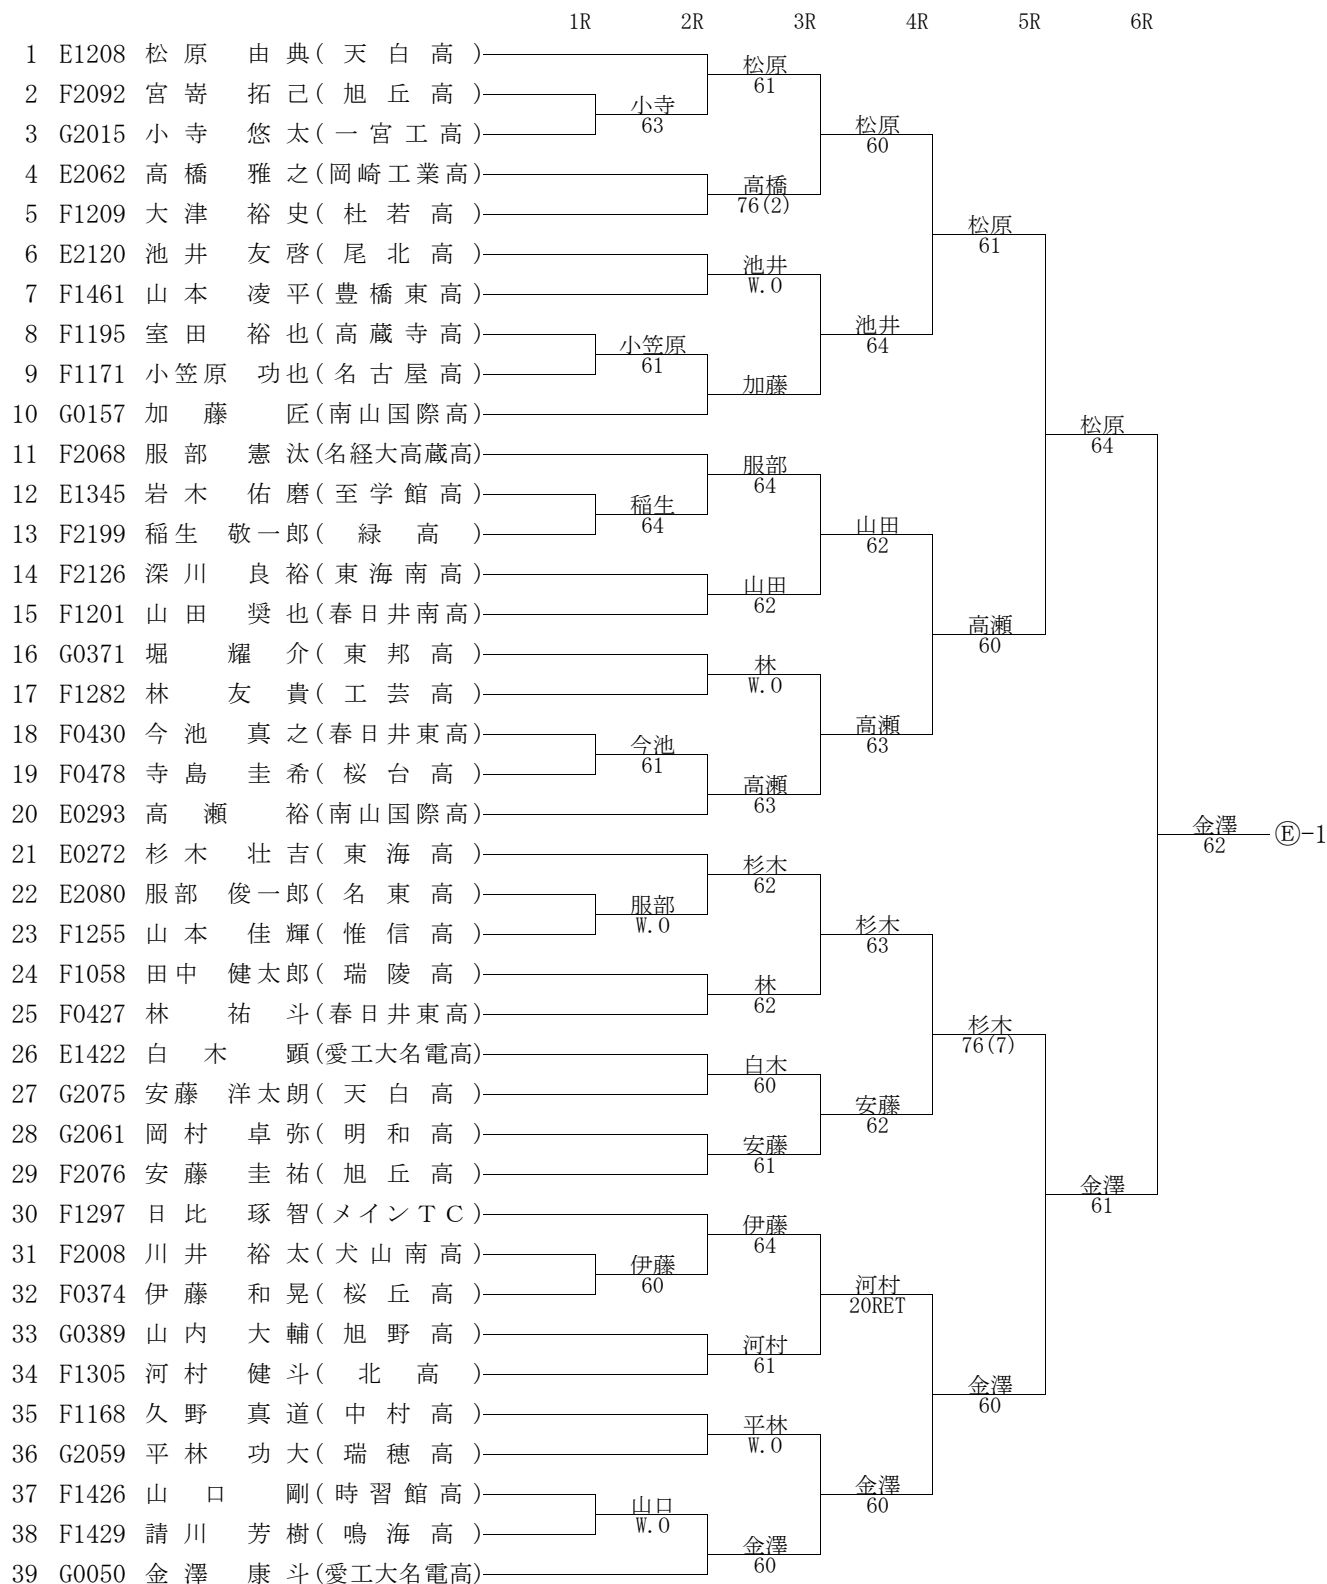 1R 2R 3R 4R 5R 6R
1 E1208 松原 由典(天白高)
松原
61
2 F2092 宮嵜 拓己(旭丘高)
小寺
63
松原
60
3 G2015 小寺 悠太(一宮工高)
4 E2062 高橋 雅之(岡崎工業高)
高橋
76(2)
5 F1209 大津 裕史(杜若高)
松原
61
6 E2120 池井 友啓(尾北高)
池井
W.O
7 F1461 山本 凌平(豊橋東高)
8 F1195 室田 裕也(高蔵寺高)
池井
64
小笠原
61
9 F1171 小笠原 功也(名古屋高)
加藤
10 G0157 加藤 匠(南山国際高)
松原
64
11 F2068 服部 憲汰(名経大高蔵高)
服部
64
12 E1345 岩木 佑磨(至学館高)
稲生
64
13 F2199 稲生 敬一郎(緑高)
山田
62
14 F2126 深川 良裕(東海南高)
山田
62
15 F1201 山田 奨也(春日井南高)
高瀬
60
16 G0371 堀 耀介(東邦高)
林
W.O
17 F1282 林 友貴(工芸高)
18 F0430 今池 真之(春日井東高)
高瀬
63
今池
61
19 F0478 寺島 圭希(桜台高)
高瀬
63
20 E0293 高瀬 裕(南山国際高)
金澤
62
Ⓔ-1
21 E0272 杉木 壮吉(東海高)
杉木
62
22 E2080 服部 俊一郎(名東高)
服部
W.O
23 F1255 山本 佳輝(惟信高)
杉木
63
24 F1058 田中 健太郎(瑞陵高)
林
62
25 F0427 林 祐斗(春日井東高)
杉木
76(7)
26 E1422 白木 顕(愛工大名電高)
白木
60
27 G2075 安藤 洋太朗(天白高)
安藤
62
28 G2061 岡村 卓弥(明和高)
安藤
61
29 F2076 安藤 圭祐(旭丘高)
金澤
61
30 F1297 日比 琢智(メインTC)
伊藤
64
31 F2008 川井 裕太(犬山南高)
伊藤
60
32 F0374 伊藤 和晃(桜丘高)
河村
20RET
33 G0389 山内 大輔(旭野高)
河村
61
34 F1305 河村 健斗(北高)
金澤
60
35 F1168 久野 真道(中村高)
平林
W.O
36 G2059 平林 功大(瑞穂高)
37 F1426 山口 剛(時習館高)
金澤
60
山口
W.O
38 F1429 請川 芳樹(鳴海高)
金澤
60
39 G0050 金澤 康斗(愛工大名電高)